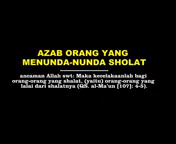 AZAB ORANG YANG
MENUNDA-NUNDA SHOLAT
ancaman Allah swt: Maka kecelakaanlah bagi
orang-orang yang shalat, (yaitu) orang-orang yang
lalai dari shalatnya (QS. al-Ma'un [107]: 4-5).